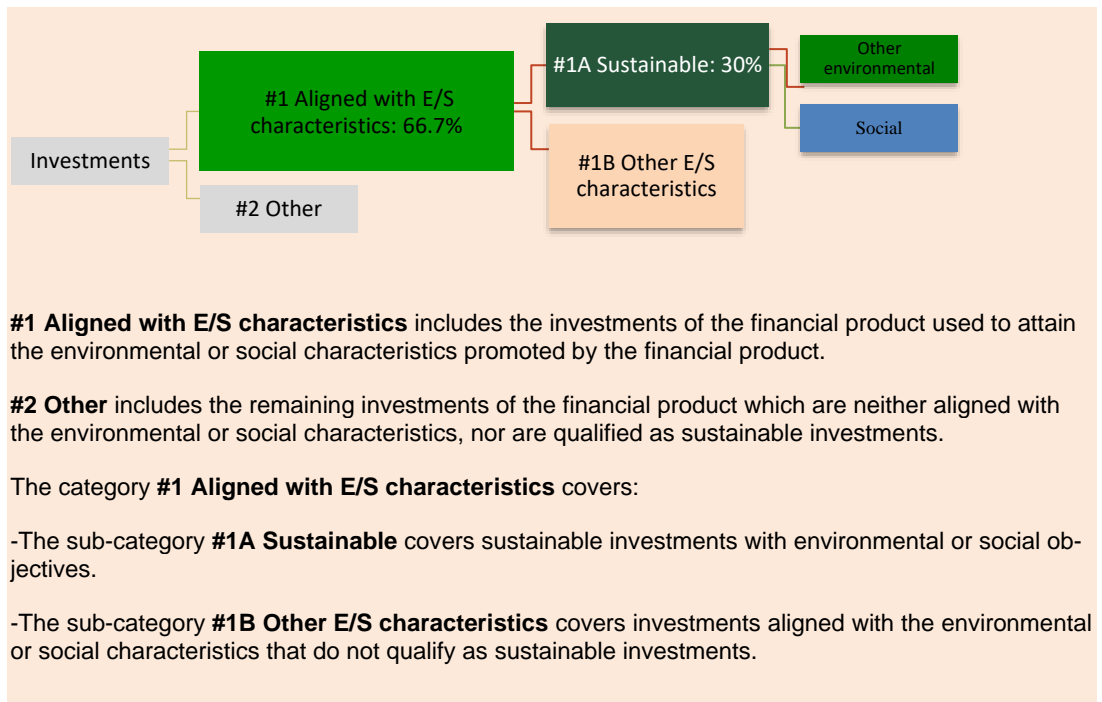 Investments
#1 Aligned with E/S
characteristics: 66.7%
#2 Other
#1A Sustainable: 30%
#1B Other E/S
characteristics
Other
environmental
Social
#1 Aligned with E/S characteristics includes the investments of the financial product used to attain
the environmental or social characteristics promoted by the financial product.
#2 Other includes the remaining investments of the financial product which are neither aligned with
the environmental or social characteristics, nor are qualified as sustainable investments.
The category #1 Aligned with E/S characteristics covers:
-The sub-category #1A Sustainable covers sustainable investments with environmental or social ob-
jectives.
-The sub-category #1B Other E/S characteristics covers investments aligned with the environmental
or social characteristics that do not qualify as sustainable investments.